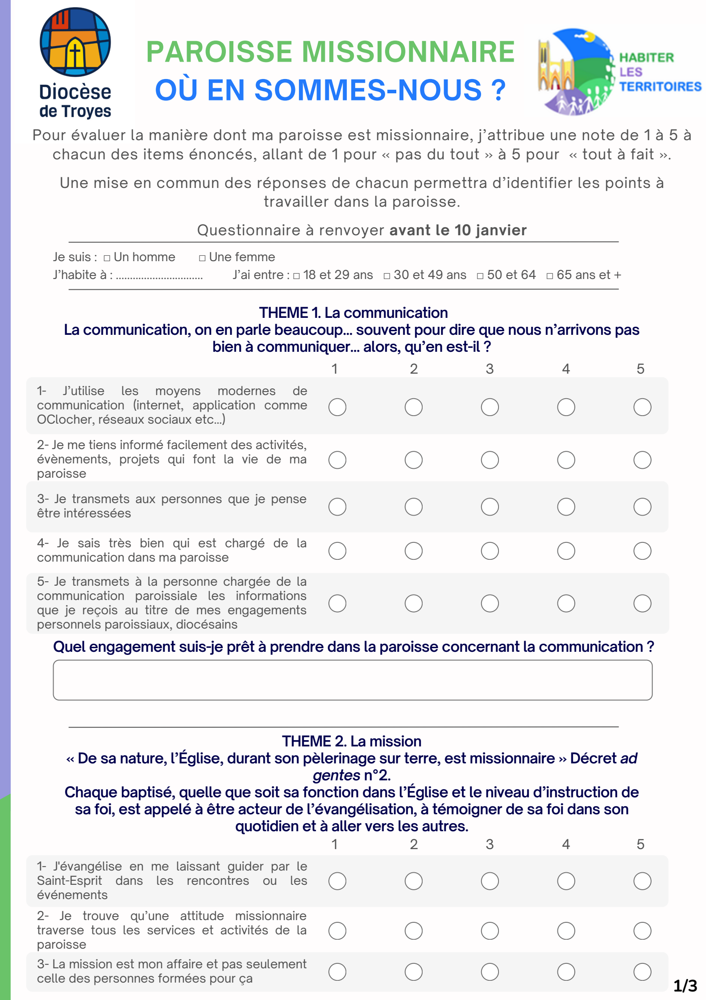 Diocèse
de Troyes
PAROISSE MISSIONNAIRE
OÙ EN SOMMES-NOUS ?
HABITER
LES
TERRITOIRES
Pour évaluer la manière dont ma paroisse est missionnaire, j’attribue une note de 1 à 5 à
chacun des items énoncés, allant de 1 pour « pas du tout » à 5 pour « tout à fait ».
Une mise en commun des réponses de chacun permettra d’identifier les points à
travailler dans la paroisse.
Questionnaire à renvoyer avant le 10 janvier
Je suis : □ Un homme □ Une femme
J’habite à : ............................... J’ai entre : □ 18 et 29 ans □ 30 et 49 ans □ 50 et 64 □ 65 ans et +
THEME 1. La communication
La communication, on en parle beaucoup... souvent pour dire que nous n’arrivons pas
bien à communiquer... alors, qu’en est-il ?
1 2 3 4 5
1- J’utilise les moyens modernes de
communication (internet, application comme
OClocher, réseaux sociaux etc...)
2- Je me tiens informé facilement des activités,
évènements, projets qui font la vie de ma
paroisse
3- Je transmets aux personnes que je pense
être intéressées
4- Je sais très bien qui est chargé de la
communication dans ma paroisse
5- Je transmets à la personne chargée de la
communication paroissiale les informations
que je reçois au titre de mes engagements
personnels paroissiaux, diocésains
Quel engagement suis-je prêt à prendre dans la paroisse concernant la communication ?
THEME 2. La mission
« De sa nature, l’Église, durant son pèlerinage sur terre, est missionnaire » Décret ad
gentes n°2.
Chaque baptisé, quelle que soit sa fonction dans l’Église et le niveau d’instruction de
sa foi, est appelé à être acteur de l’évangélisation, à témoigner de sa foi dans son
quotidien et à aller vers les autres.
1 2 3 4 5
1- J'évangélise en me laissant guider par le
Saint-Esprit dans les rencontres ou les
événements
2- Je trouve qu’une attitude missionnaire
traverse tous les services et activités de la
paroisse
3- La mission est mon affaire et pas seulement
celle des personnes formées pour ça
1/3